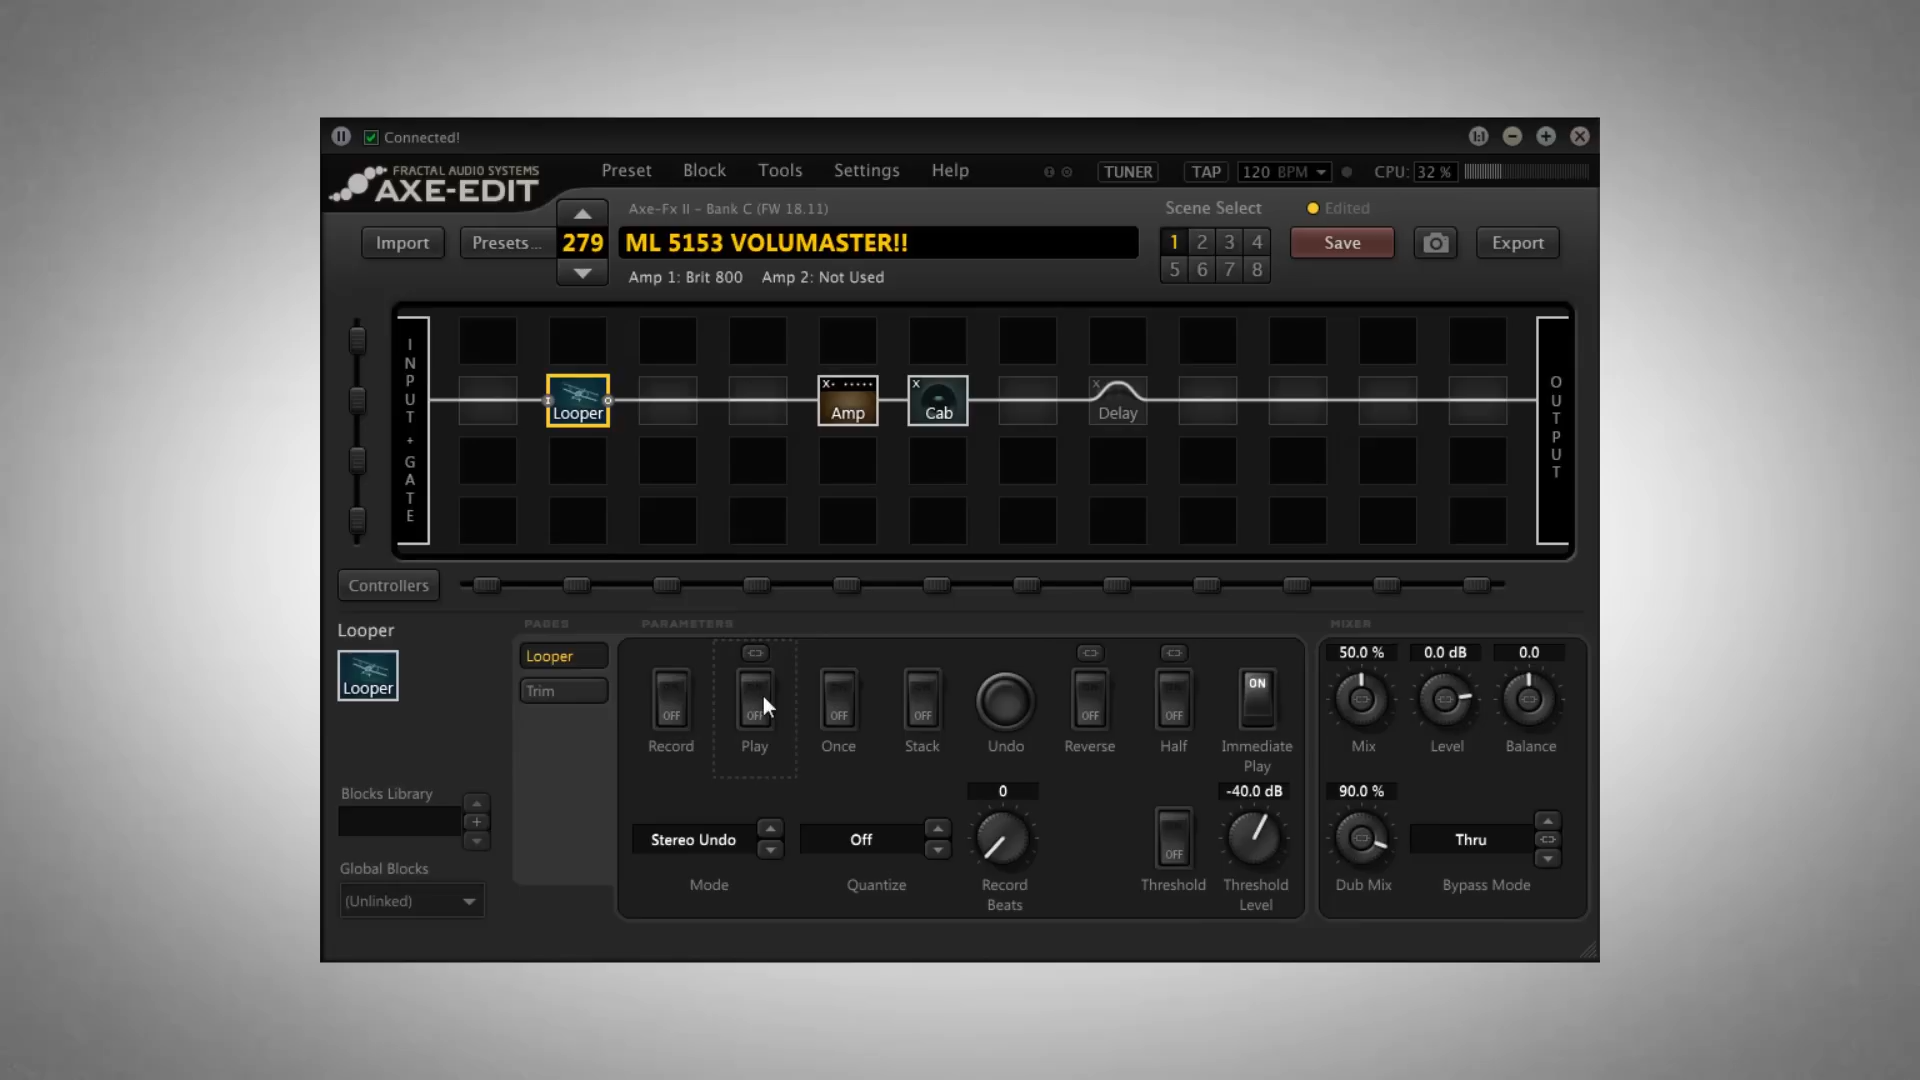 Connected!
FRACTAL AUDIO SYSTEMS
AXE-EDIT
Preset Block Tools Settings Help
TUNER TAP 120 BPM CPU: 32 %
Axe-Fx II – Bank C (FW 18.11)
Scene Select Edited
Import Presets... 279 ML 5153 VOLUMASTER!!
1 2 3 4
5 6 7 8
Save Export
Amp 1: Brit 800 Amp 2: Not Used
INPUT + GATE
Looper Amp Cab Delay
OUTPUT
Controllers
Looper
Looper
Blocks Library
Global Blocks
(Unlinked)
PAGES
Looper
Trim
PARAMETERS
OFF OFF OFF OFF OFF OFF ON
Record Play Once Stack Undo Reverse Half Immediate Play
0 -40.0 dB
Stereo Undo Off OFF
Mode Quantize Record Beats Threshold Threshold Level
MIXER
50.0 % 0.0 dB 0.0
Mix Level Balance
90.0 %
Thru
Dub Mix Bypass Mode